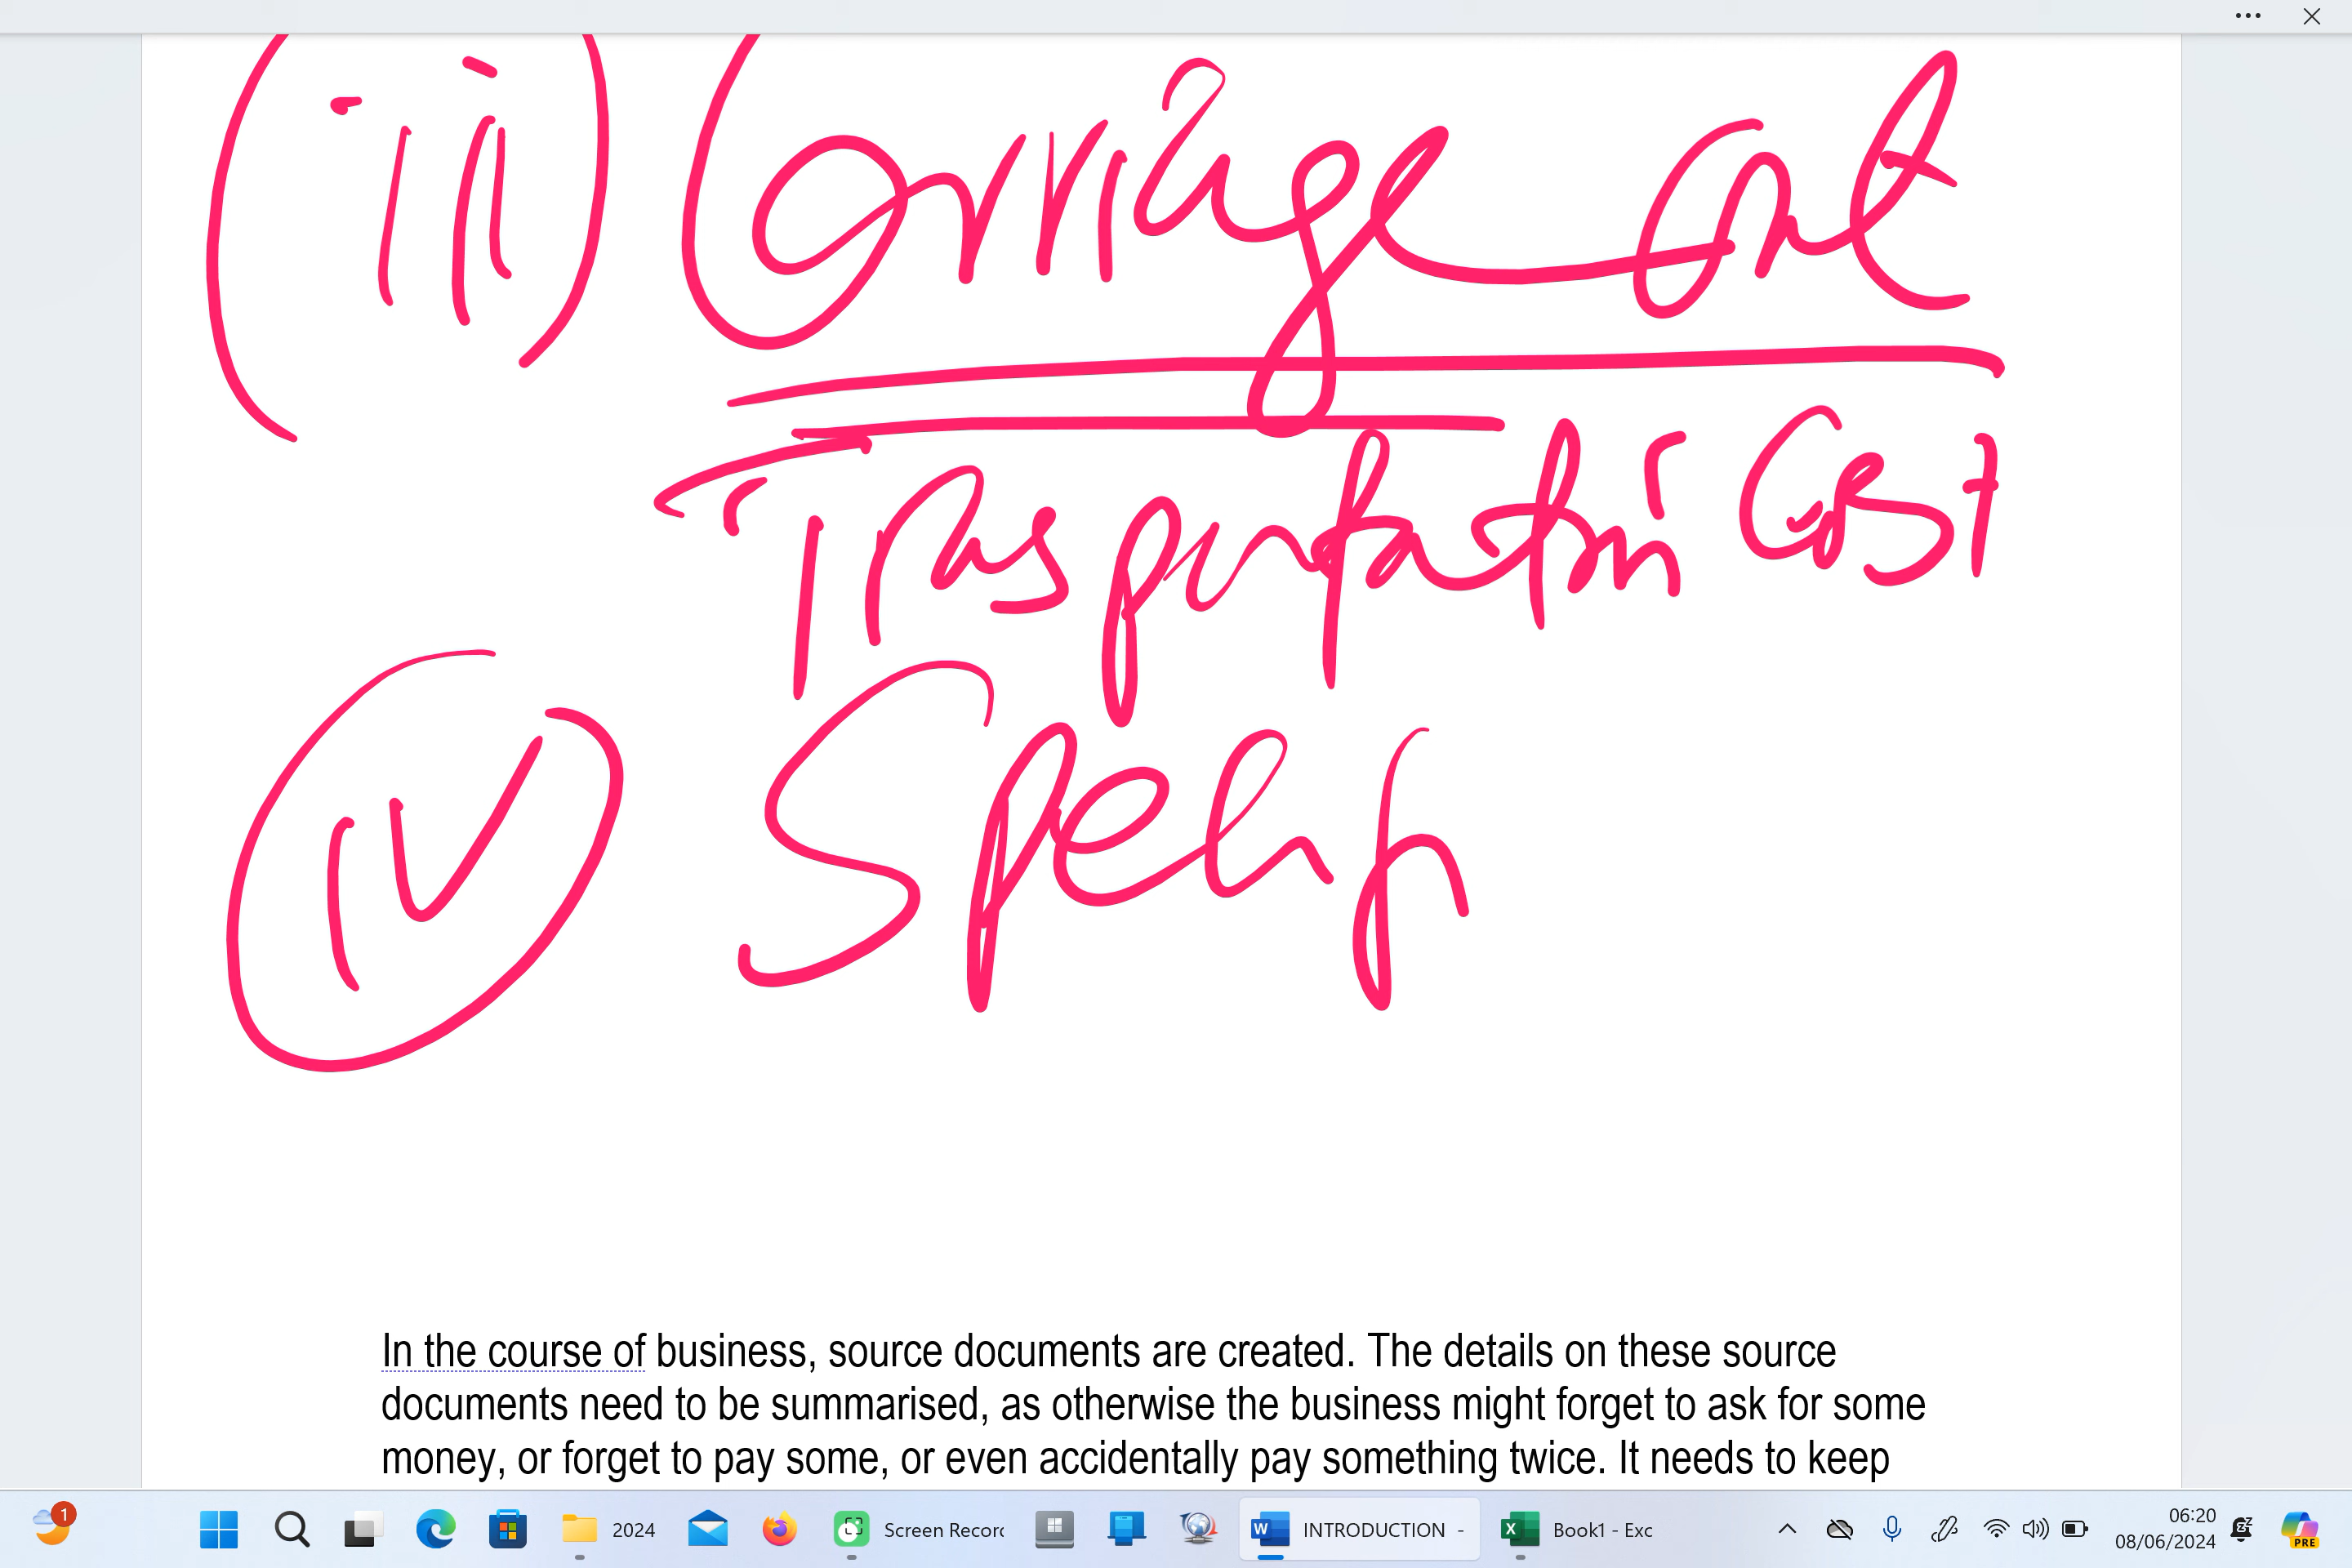 (iii) Carriage out
Transportation Cost
(iv) Specif
In the course of business, source documents are created. The details on these source
documents need to be summarised, as otherwise the business might forget to ask for some
money, or forget to pay some, or even accidentally pay something twice. It needs to keep
1
2024
Screen Recor
INTRODUCTION -
Book1 - Exc
06:20
08/06/2024
PRE